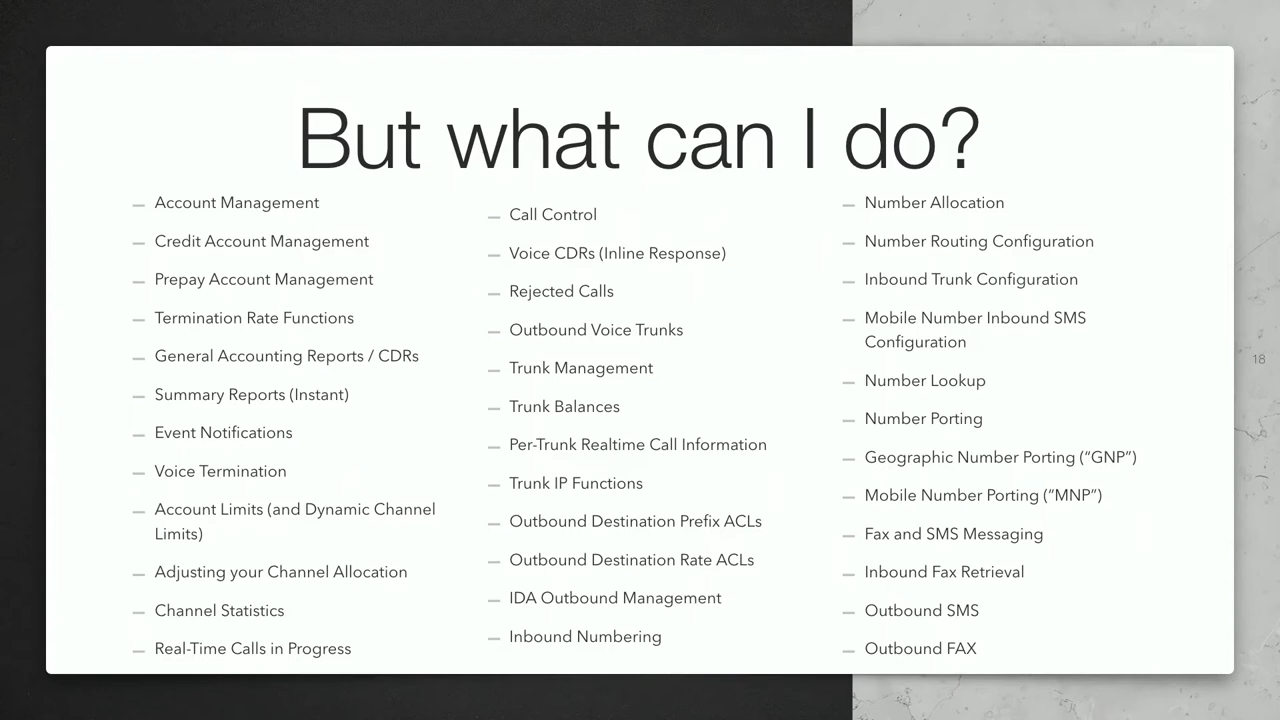 But what can I do?
Account Management
Credit Account Management
Prepay Account Management
Termination Rate Functions
General Accounting Reports / CDRs
Summary Reports (Instant)
Event Notifications
Voice Termination
Account Limits (and Dynamic Channel
Limits)
Adjusting your Channel Allocation
Channel Statistics
Real-Time Calls in Progress
Call Control
Voice CDRs (Inline Response)
Rejected Calls
Outbound Voice Trunks
Trunk Management
Trunk Balances
Per-Trunk Realtime Call Information
Trunk IP Functions
Outbound Destination Prefix ACLs
Outbound Destination Rate ACLs
IDA Outbound Management
Inbound Numbering
Number Allocation
Number Routing Configuration
Inbound Trunk Configuration
Mobile Number Inbound SMS
Configuration
Number Lookup
Number Porting
Geographic Number Porting (“GNP”)
Mobile Number Porting (“MNP”)
Fax and SMS Messaging
Inbound Fax Retrieval
Outbound SMS
Outbound FAX
18